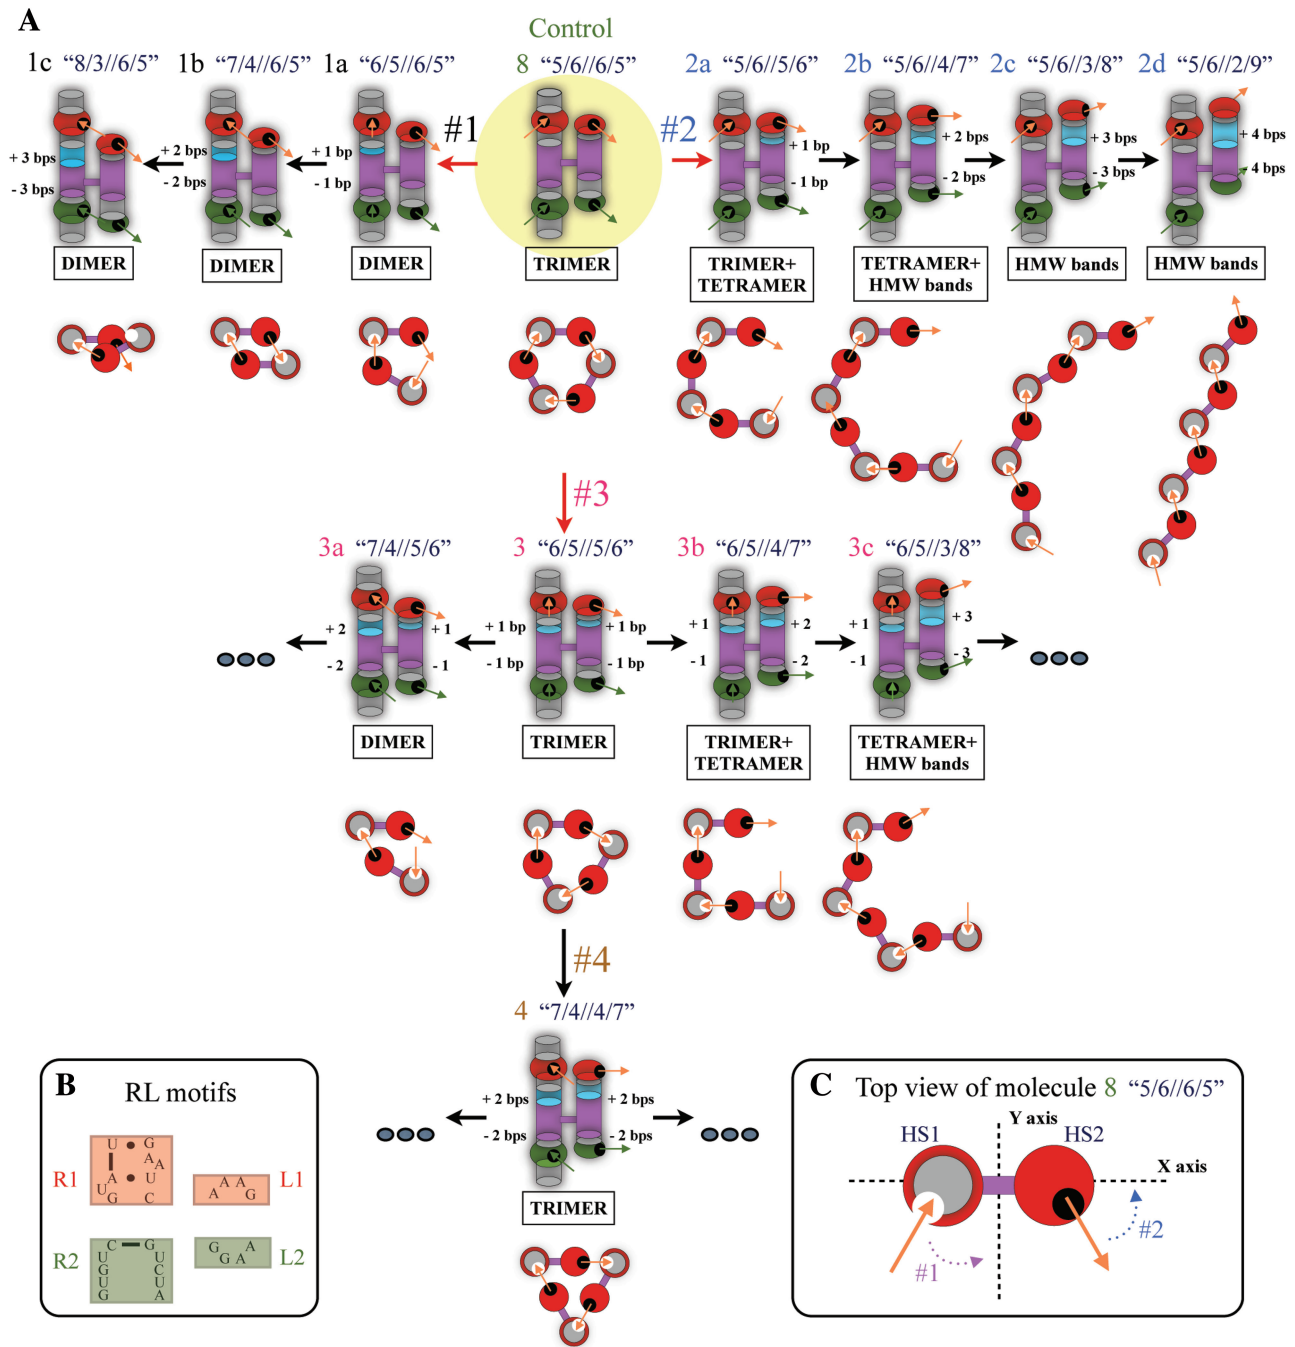 A
Control
1c "8/3//6/5"
1b "7/4//6/5"
1a "6/5//6/5"
8 "5/6//6/5"
2a "5/6//5/6"
2b "5/6//4/7"
2c "5/6//3/8"
2d "5/6//2/9"
#1
#2
+ 3 bps
- 3 bps
+ 2 bps
- 2 bps
+ 1 bp
- 1 bp
+ 1 bp
- 1 bp
+ 2 bps
- 2 bps
+ 3 bps
- 3 bps
+ 4 bps
- 4 bps
DIMER
DIMER
DIMER
TRIMER
TRIMER+
TETRAMER
TETRAMER+
HMW bands
HMW bands
HMW bands
#3
3a "7/4//5/6"
3 "6/5//5/6"
3b "6/5//4/7"
3c "6/5//3/8"
+ 2
- 2
+ 1
- 1
+ 1 bp
- 1 bp
+ 1 bp
- 1 bp
+ 1
- 1
+ 2
- 2
+ 1
- 1
+ 3
- 3
DIMER
TRIMER
TRIMER+
TETRAMER
TETRAMER+
HMW bands
#4
4 "7/4//4/7"
+ 2 bps
- 2 bps
+ 2 bps
- 2 bps
TRIMER
B
RL motifs
R1
U G
A A
A U
U G C
A A A G
L1
R2
C G
U U
G C
U U
G A
G G A A
L2
C
Top view of molecule 8 "5/6//6/5"
Y axis
HS1
HS2
X axis
#1
#2